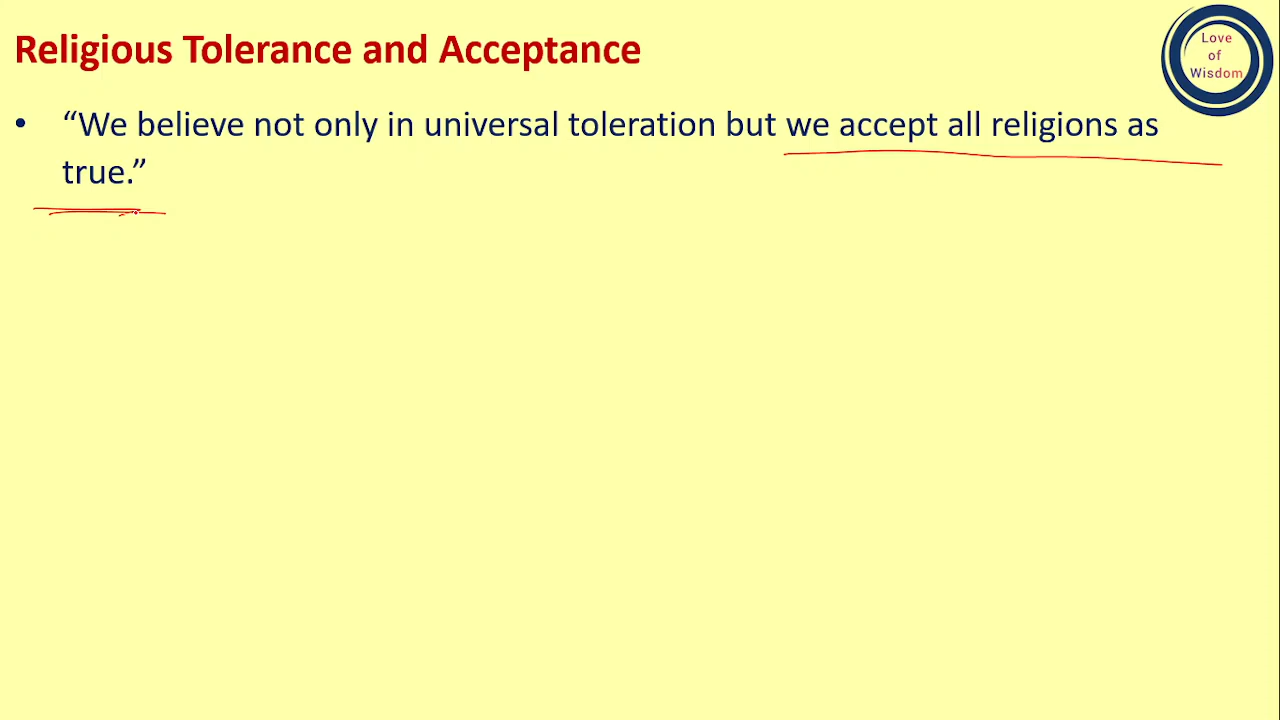 Religious Tolerance and Acceptance
Love
of
Wisdom
• “We believe not only in universal toleration but we accept all religions as
true.”